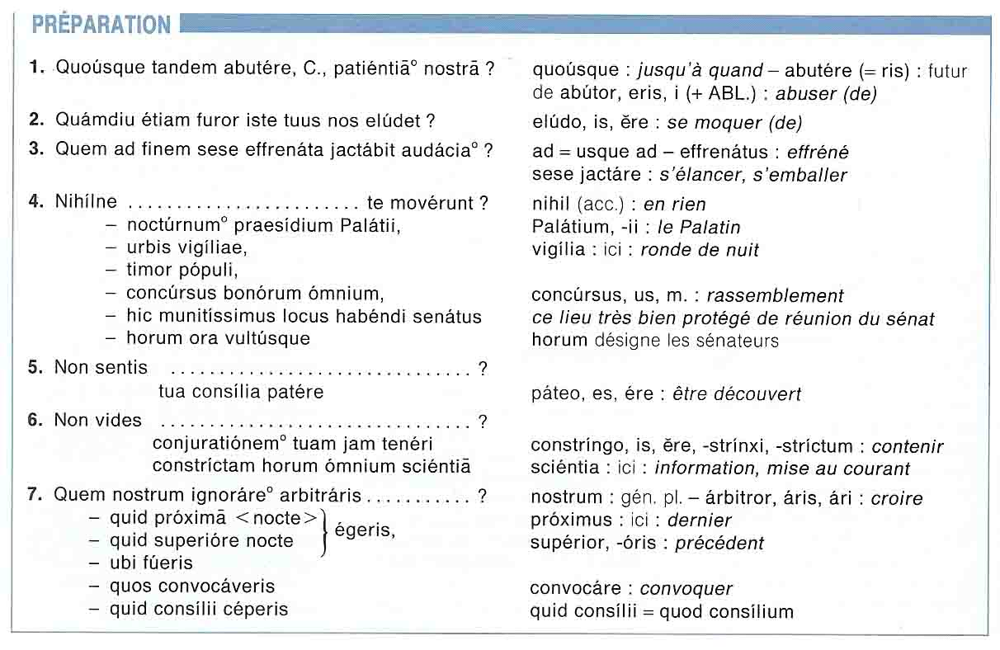 PRÉPARATION
1. Quoúsque tandem abutére, C., patiéntiā° nostrā ? quoúsque : jusqu'à quand – abutére (= ris) : futur
de abútor, eris, i (+ ABL.) : abuser (de)
2. Quámdiu étiam furor iste tuus nos elúdet ? elúdo, is, ĕre : se moquer (de)
3. Quem ad finem sese effrenáta jactábit audácia° ? ad = usque ad – effrenátus : effréné
sese jactáre : s'élancer, s'emballer
4. Nihílne ........................ te movérunt ? nihil (acc.) : en rien
– noctúrnum° praesídium Palátii, Palátium, -ii : le Palatin
– urbis vigíliae, vigília : ici : ronde de nuit
– timor pópuli,
– concúrsus bonórum ómnium, concúrsus, us, m. : rassemblement
– hic munitíssimus locus habéndi senátus ce lieu très bien protégé de réunion du sénat
– horum ora vultúsque horum désigne les sénateurs
5. Non sentis ............................... ?
tua consília patére páteo, es, ére : être découvert
6. Non vides ................................ ?
conjuratiónem° tuam jam tenéri constríngo, is, ĕre, -strínxi, -stríctum : contenir
constríctam horum ómnium sciéntiā sciéntia : ici : information, mise au courant
7. Quem nostrum ignoráre° arbitráris ........... ? nostrum : gén. pl. – árbitror, áris, ári : croire
– quid próximā <nocte> próximus : ici : dernier
– quid superióre nocte } égeris, supérior, -óris : précédent
– ubi fúeris
– quos convocáveris convocáre : convoquer
– quid consílii céperis quid consílii = quod consílium